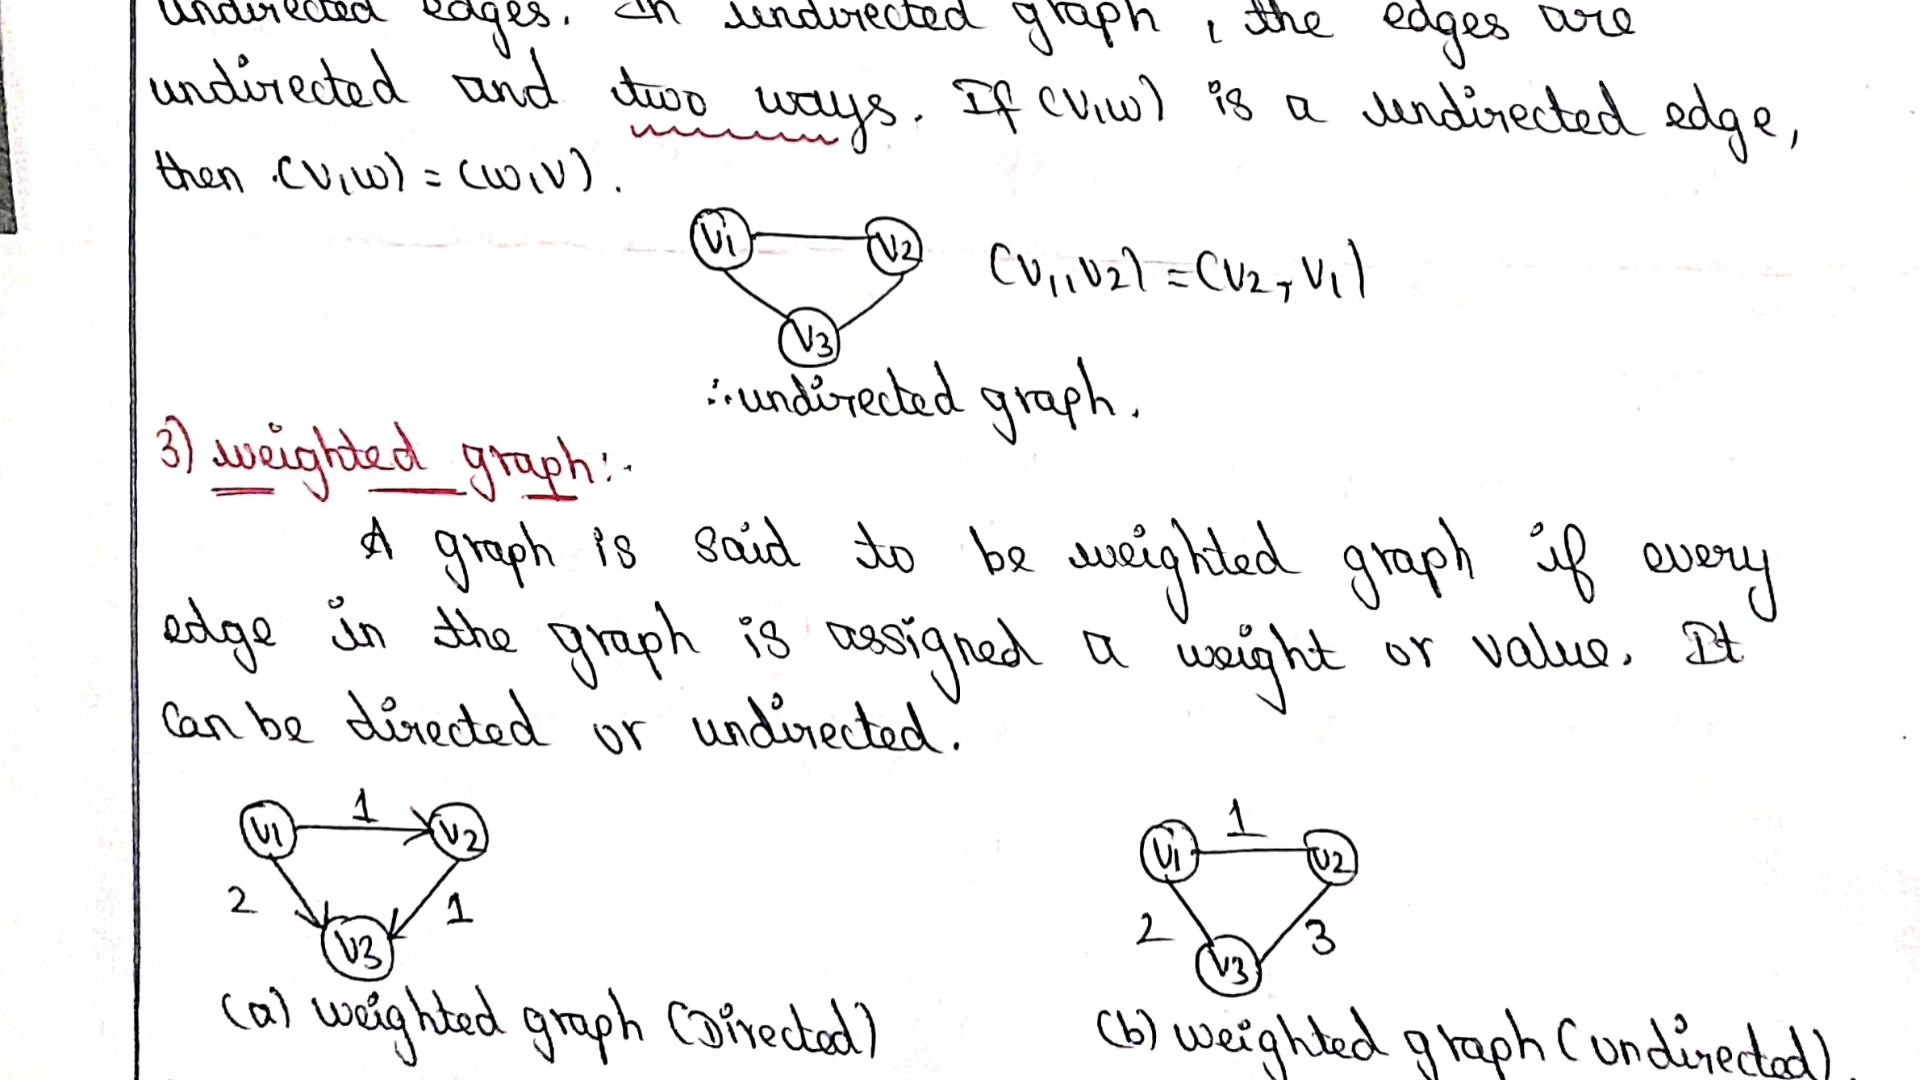 undirected edges. In undirected graph, the edges are
undirected and two ways. If (v,w) is a undirected edge,
then (v,w) = (w,v).
V1 V2 (V1,V2) = (V2,V1)
V3
∴ undirected graph.
3) weighted graph:-
A graph is said to be weighted graph if every
edge in the graph is assigned a weight or value. It
can be directed or undirected.
V1 1 V2
2 1
V3
V1 1 V2
2 3
V3
(a) weighted graph (Directed)
(b) weighted graph (undirected).